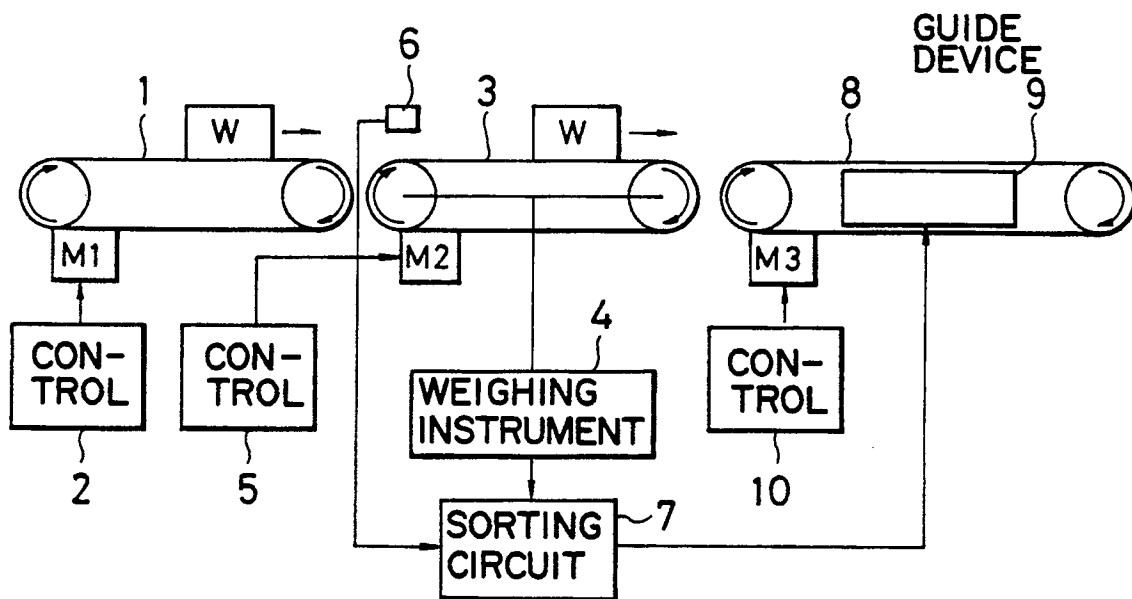 GUIDE
DEVICE
6
1
3
8
9
W
W
M1
M2
M3
CON-
TROL
CON-
TROL
4
CON-
TROL
WEIGHING
INSTRUMENT
2
5
10
7
SORTING
CIRCUIT